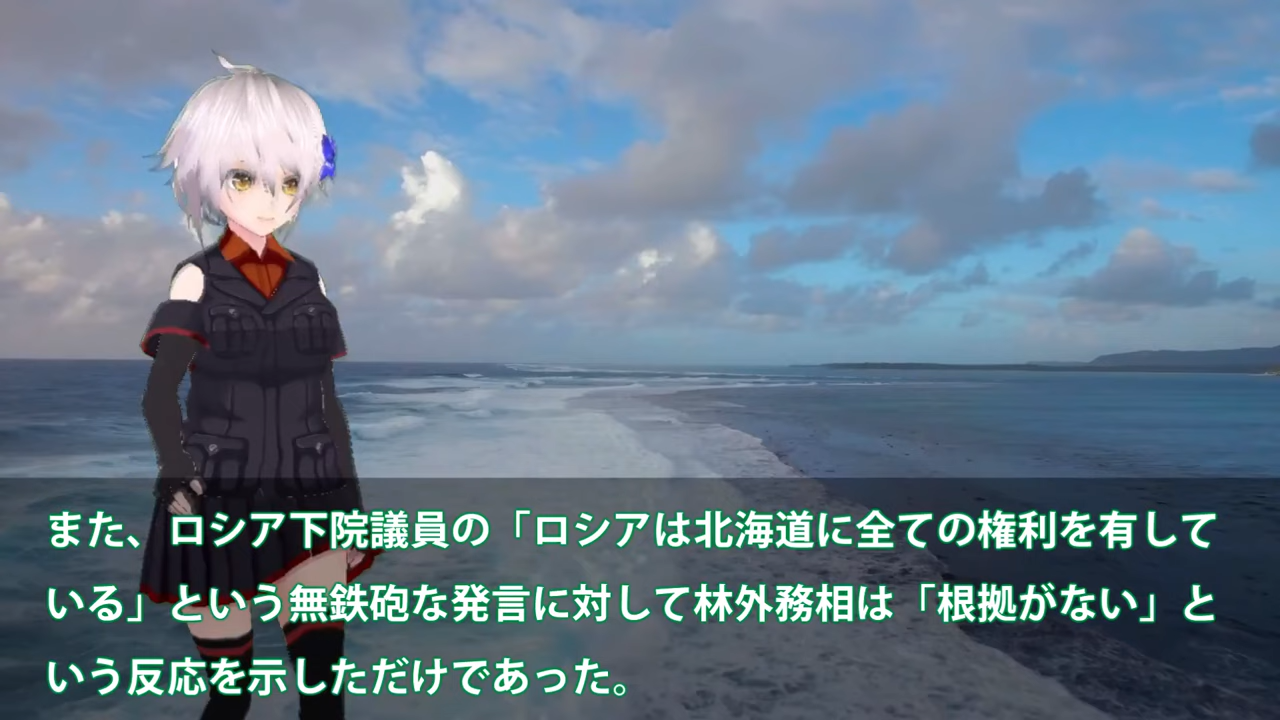 また、ロシア下院議員の「ロシアは北海道に全ての権利を有して
いる」という無鉄砲な発言に対して林外務相は「根拠がない」と
いう反応を示しただけであった。